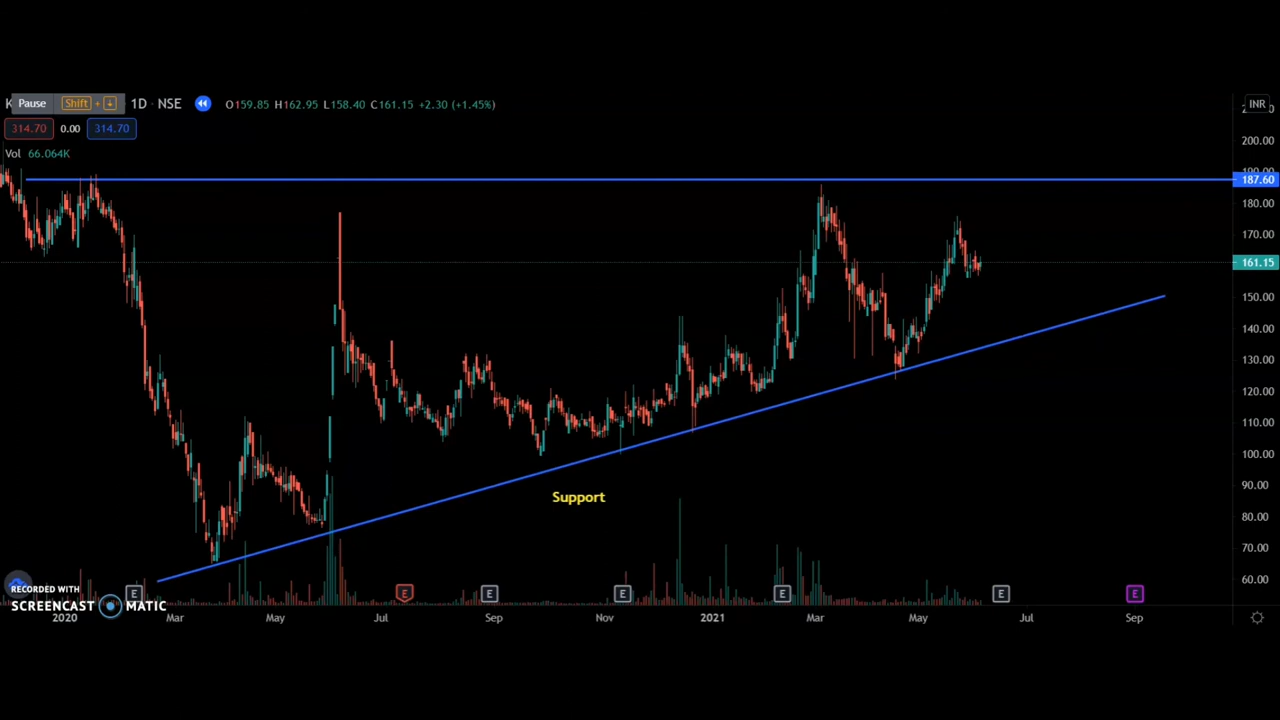 K Pause Shift + ↓ 1D · NSE O159.85 H162.95 L158.40 C161.15 +2.30 (+1.45%)
INR
314.70 0.00 314.70
Vol 66.064K
200.00
190.00
187.60
180.00
170.00
161.15
150.00
140.00
130.00
120.00
110.00
100.00
90.00
Support
80.00
70.00
60.00
E E E E E E E
RECORDED WITH
SCREENCAST MATIC
2020 Mar May Jul Sep Nov 2021 Mar May Jul Sep